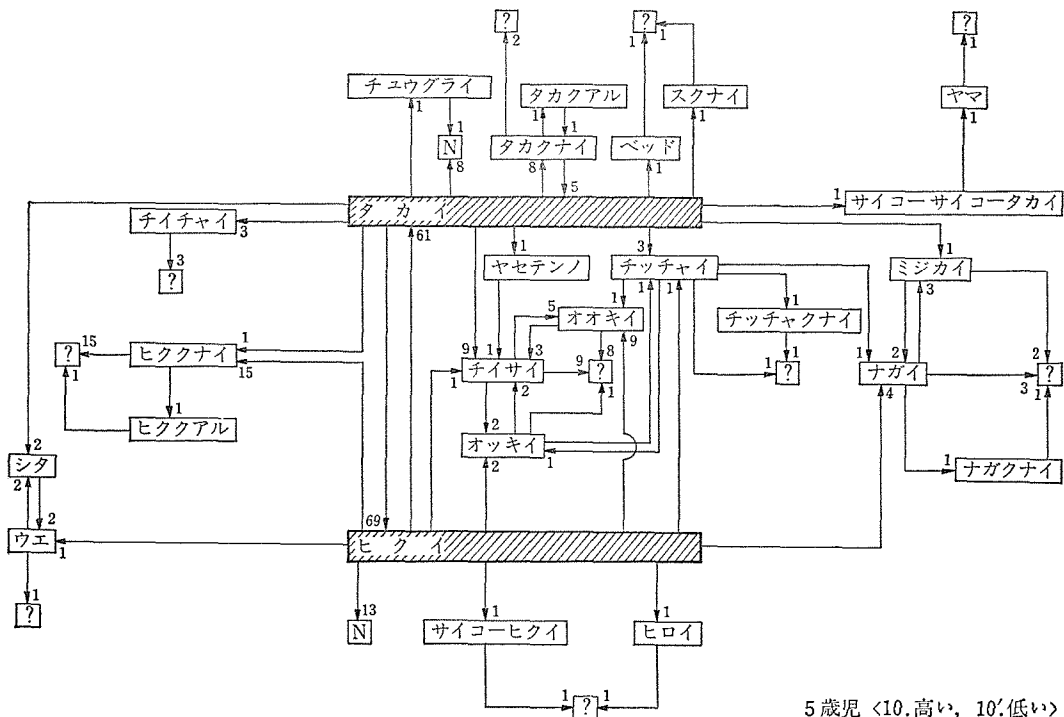 ? ? ?
2 1 1 1
チュウグライ タカクアル スクナイ ヤマ
1 1 1 1 1 1
N タカクナイ ベッド
8 8 5 1
タカイ 1 サイコーサイコータカイ
チイチャイ 3 61 1 3 1
3 ヤセテンノ チッチャイ ミジカイ
? 1 1 1 3
5 オオキイ 1
9 チッチャクナイ
15 1
? ヒククナイ 9 1 3 8 1 1 2 2
1 15 1 チイサイ 9 ? ? ナガイ 3 ?
1 2 1 4 1
ヒククアル 2
オッキイ 1 1 ナガクナイ
2 2
シタ
2
2
ウエ 69
1 ヒクイ
1
? 13 1 1
N サイコーヒクイ ヒロイ
1 ? 1
5歳児〈10.高い,10′.低い〉